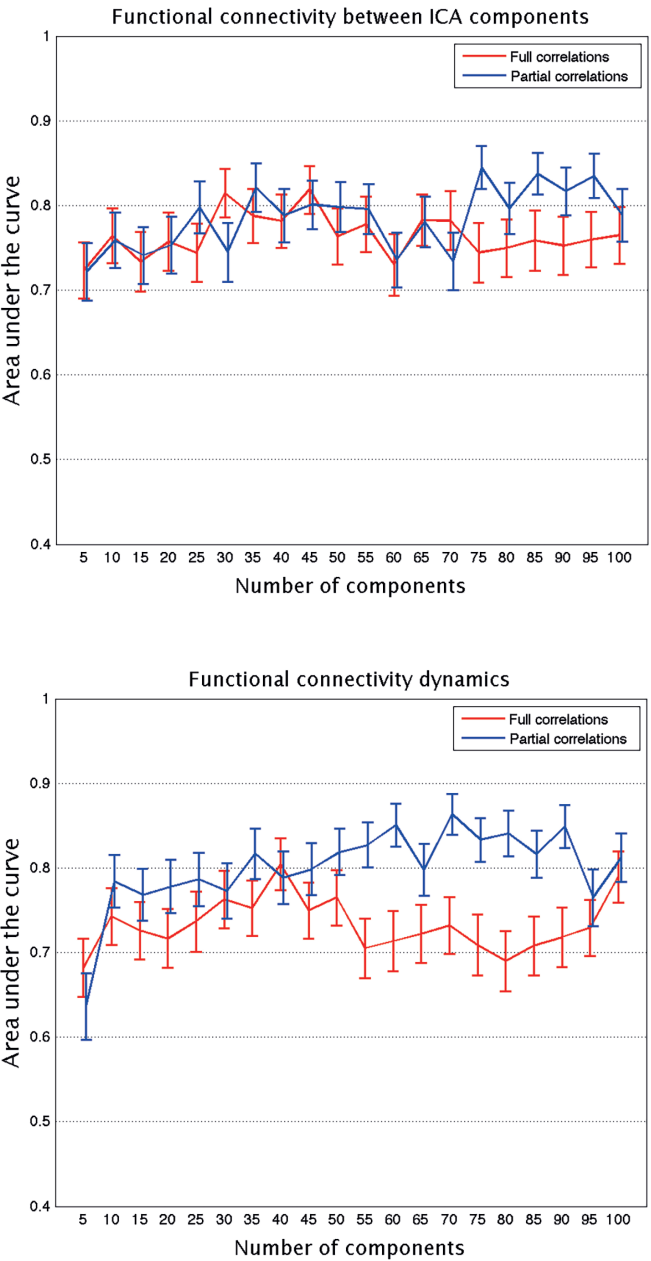 Functional connectivity between ICA components
1
0.9
0.8
0.7
0.6
0.5
0.4
Area under the curve
Full correlations
Partial correlations
5 10 15 20 25 30 35 40 45 50 55 60 65 70 75 80 85 90 95 100
Number of components
Functional connectivity dynamics
1
0.9
0.8
0.7
0.6
0.5
0.4
Area under the curve
Full correlations
Partial correlations
5 10 15 20 25 30 35 40 45 50 55 60 65 70 75 80 85 90 95 100
Number of components